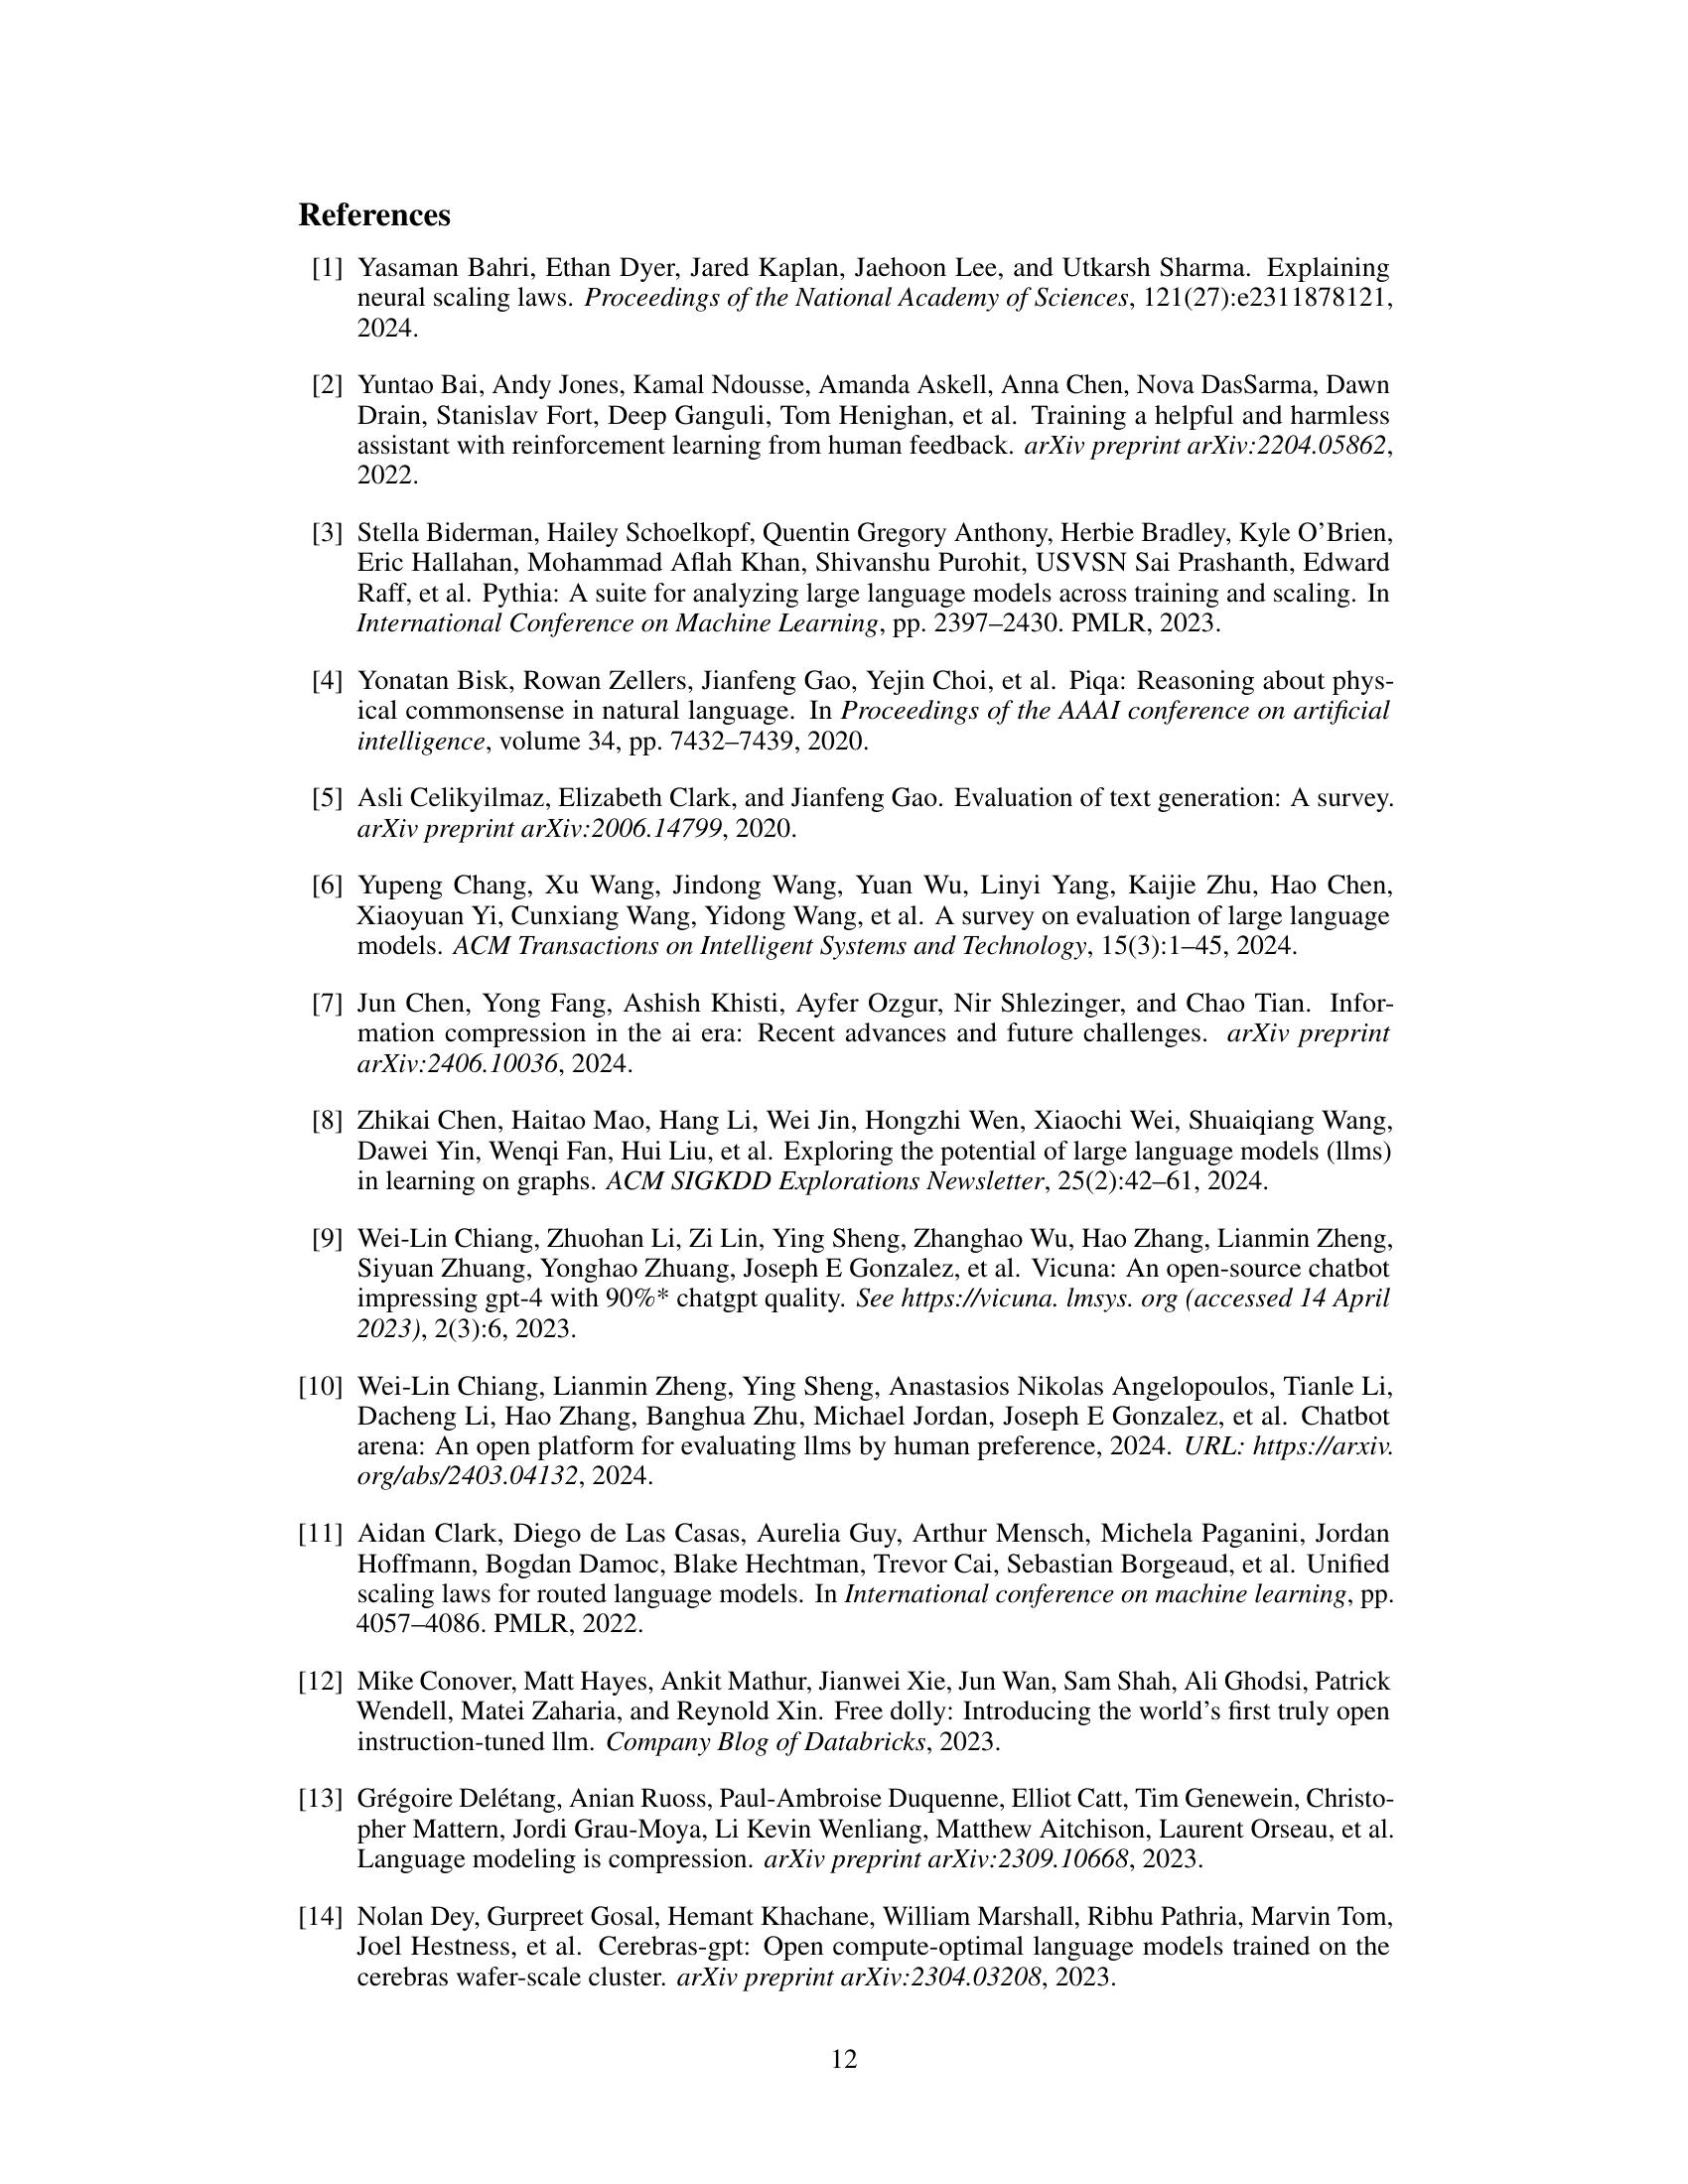 References
[1] Yasaman Bahri, Ethan Dyer, Jared Kaplan, Jaehoon Lee, and Utkarsh Sharma. Explaining
neural scaling laws. Proceedings of the National Academy of Sciences, 121(27):e2311878121,
2024.
[2] Yuntao Bai, Andy Jones, Kamal Ndousse, Amanda Askell, Anna Chen, Nova DasSarma, Dawn
Drain, Stanislav Fort, Deep Ganguli, Tom Henighan, et al. Training a helpful and harmless
assistant with reinforcement learning from human feedback. arXiv preprint arXiv:2204.05862,
2022.
[3] Stella Biderman, Hailey Schoelkopf, Quentin Gregory Anthony, Herbie Bradley, Kyle O’Brien,
Eric Hallahan, Mohammad Aflah Khan, Shivanshu Purohit, USVSN Sai Prashanth, Edward
Raff, et al. Pythia: A suite for analyzing large language models across training and scaling. In
International Conference on Machine Learning, pp. 2397–2430. PMLR, 2023.
[4] Yonatan Bisk, Rowan Zellers, Jianfeng Gao, Yejin Choi, et al. Piqa: Reasoning about phys-
ical commonsense in natural language. In Proceedings of the AAAI conference on artificial
intelligence, volume 34, pp. 7432–7439, 2020.
[5] Asli Celikyilmaz, Elizabeth Clark, and Jianfeng Gao. Evaluation of text generation: A survey.
arXiv preprint arXiv:2006.14799, 2020.
[6] Yupeng Chang, Xu Wang, Jindong Wang, Yuan Wu, Linyi Yang, Kaijie Zhu, Hao Chen,
Xiaoyuan Yi, Cunxiang Wang, Yidong Wang, et al. A survey on evaluation of large language
models. ACM Transactions on Intelligent Systems and Technology, 15(3):1–45, 2024.
[7] Jun Chen, Yong Fang, Ashish Khisti, Ayfer Ozgur, Nir Shlezinger, and Chao Tian. Infor-
mation compression in the ai era: Recent advances and future challenges. arXiv preprint
arXiv:2406.10036, 2024.
[8] Zhikai Chen, Haitao Mao, Hang Li, Wei Jin, Hongzhi Wen, Xiaochi Wei, Shuaiqiang Wang,
Dawei Yin, Wenqi Fan, Hui Liu, et al. Exploring the potential of large language models (llms)
in learning on graphs. ACM SIGKDD Explorations Newsletter, 25(2):42–61, 2024.
[9] Wei-Lin Chiang, Zhuohan Li, Zi Lin, Ying Sheng, Zhanghao Wu, Hao Zhang, Lianmin Zheng,
Siyuan Zhuang, Yonghao Zhuang, Joseph E Gonzalez, et al. Vicuna: An open-source chatbot
impressing gpt-4 with 90%* chatgpt quality. See https://vicuna. lmsys. org (accessed 14 April
2023), 2(3):6, 2023.
[10] Wei-Lin Chiang, Lianmin Zheng, Ying Sheng, Anastasios Nikolas Angelopoulos, Tianle Li,
Dacheng Li, Hao Zhang, Banghua Zhu, Michael Jordan, Joseph E Gonzalez, et al. Chatbot
arena: An open platform for evaluating llms by human preference, 2024. URL: https://arxiv.
org/abs/2403.04132, 2024.
[11] Aidan Clark, Diego de Las Casas, Aurelia Guy, Arthur Mensch, Michela Paganini, Jordan
Hoffmann, Bogdan Damoc, Blake Hechtman, Trevor Cai, Sebastian Borgeaud, et al. Unified
scaling laws for routed language models. In International conference on machine learning, pp.
4057–4086. PMLR, 2022.
[12] Mike Conover, Matt Hayes, Ankit Mathur, Jianwei Xie, Jun Wan, Sam Shah, Ali Ghodsi, Patrick
Wendell, Matei Zaharia, and Reynold Xin. Free dolly: Introducing the world’s first truly open
instruction-tuned llm. Company Blog of Databricks, 2023.
[13] Grégoire Delétang, Anian Ruoss, Paul-Ambroise Duquenne, Elliot Catt, Tim Genewein, Christo-
pher Mattern, Jordi Grau-Moya, Li Kevin Wenliang, Matthew Aitchison, Laurent Orseau, et al.
Language modeling is compression. arXiv preprint arXiv:2309.10668, 2023.
[14] Nolan Dey, Gurpreet Gosal, Hemant Khachane, William Marshall, Ribhu Pathria, Marvin Tom,
Joel Hestness, et al. Cerebras-gpt: Open compute-optimal language models trained on the
cerebras wafer-scale cluster. arXiv preprint arXiv:2304.03208, 2023.
12